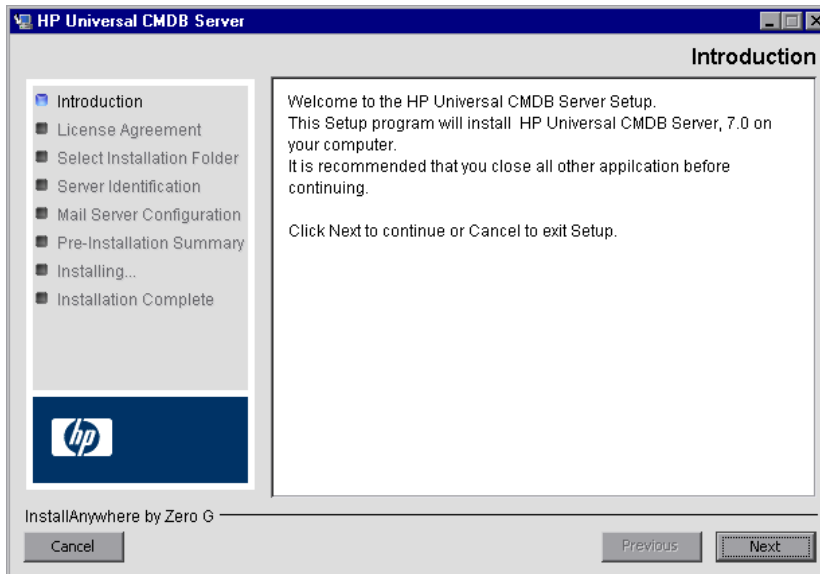 HP Universal CMDB Server
Introduction
Introduction
License Agreement
Select Installation Folder
Server Identification
Mail Server Configuration
Pre-Installation Summary
Installing...
Installation Complete
hp
Welcome to the HP Universal CMDB Server Setup.
This Setup program will install HP Universal CMDB Server, 7.0 on
your computer.
It is recommended that you close all other appilcation before
continuing.
Click Next to continue or Cancel to exit Setup.
InstallAnywhere by Zero G
Cancel
Previous
Next